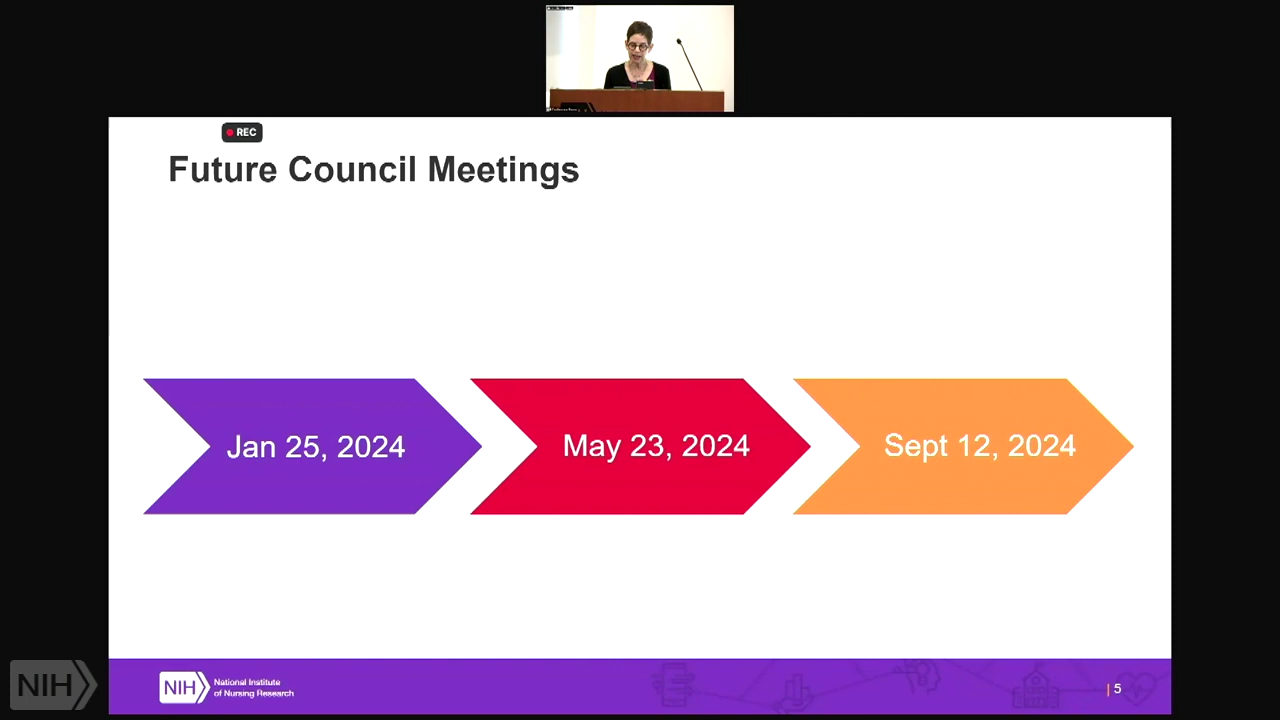 REC
Future Council Meetings
Jan 25, 2024
May 23, 2024
Sept 12, 2024
NIH
NIH
National Institute
of Nursing Research
| 5